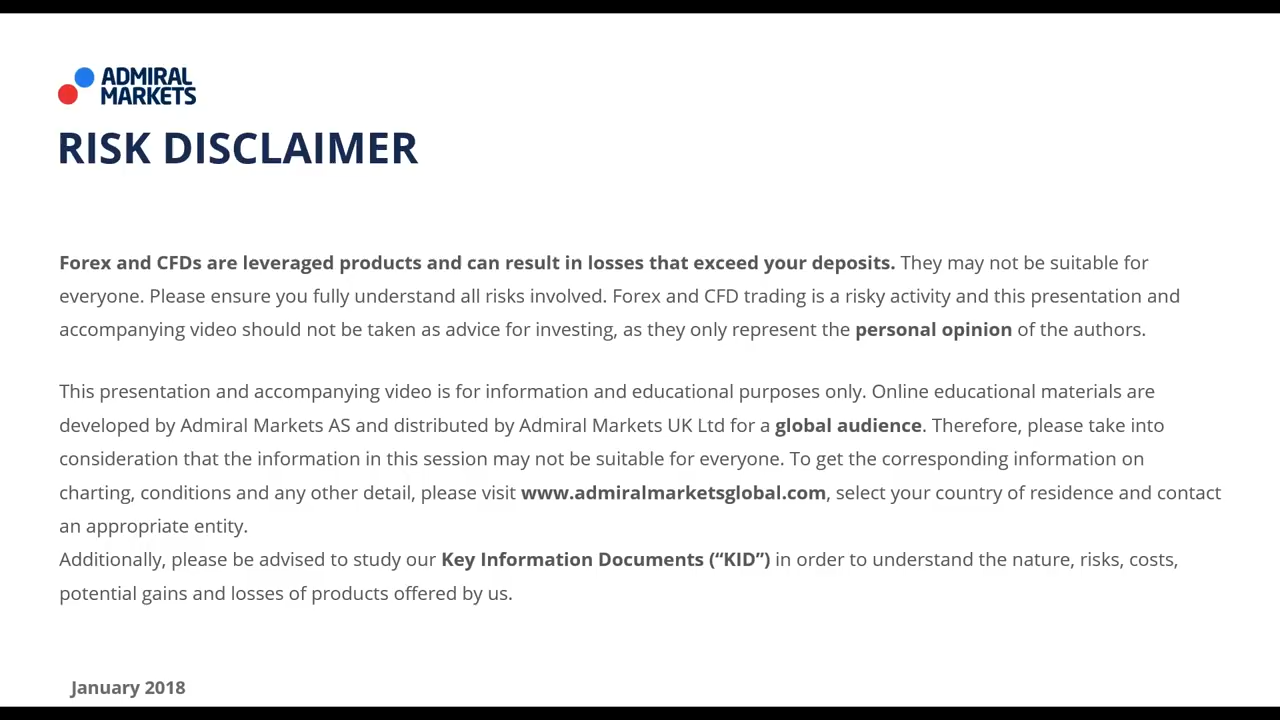 ADMIRAL
MARKETS
RISK DISCLAIMER
Forex and CFDs are leveraged products and can result in losses that exceed your deposits. They may not be suitable for
everyone. Please ensure you fully understand all risks involved. Forex and CFD trading is a risky activity and this presentation and
accompanying video should not be taken as advice for investing, as they only represent the personal opinion of the authors.
This presentation and accompanying video is for information and educational purposes only. Online educational materials are
developed by Admiral Markets AS and distributed by Admiral Markets UK Ltd for a global audience. Therefore, please take into
consideration that the information in this session may not be suitable for everyone. To get the corresponding information on
charting, conditions and any other detail, please visit www.admiralmarketsglobal.com, select your country of residence and contact
an appropriate entity.
Additionally, please be advised to study our Key Information Documents (“KID”) in order to understand the nature, risks, costs,
potential gains and losses of products offered by us.
January 2018